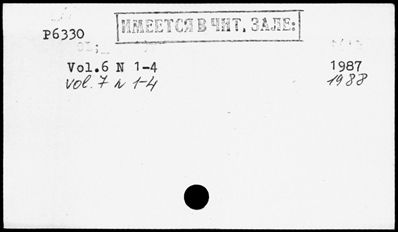 ИМЕЕТСЯ В ЧИТ. ЗАЛЕ:
P6330
Vol.6 N 1-4 1987
vol. 7 N 1-4 1988